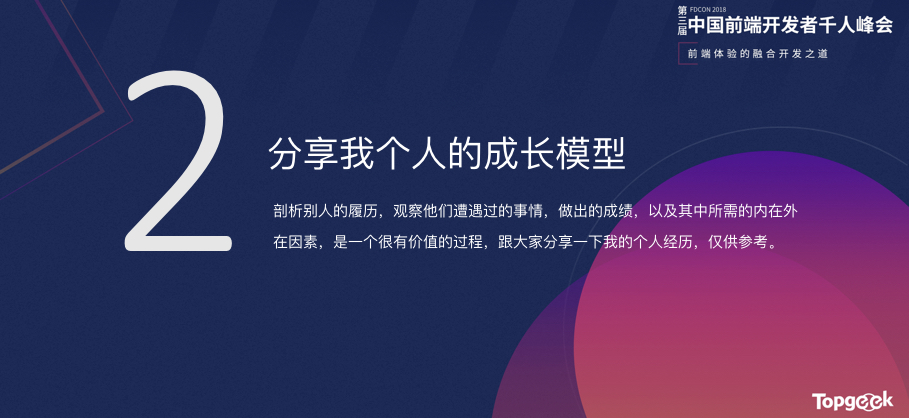 第三届
FDCON 2018
中国前端开发者千人峰会
前端体验的融合开发之道
2
分享我个人的成长模型
剖析别人的履历，观察他们遭遇过的事情，做出的成绩，以及其中所需的内在外
在因素，是一个很有价值的过程，跟大家分享一下我的个人经历，仅供参考。
Topgeek